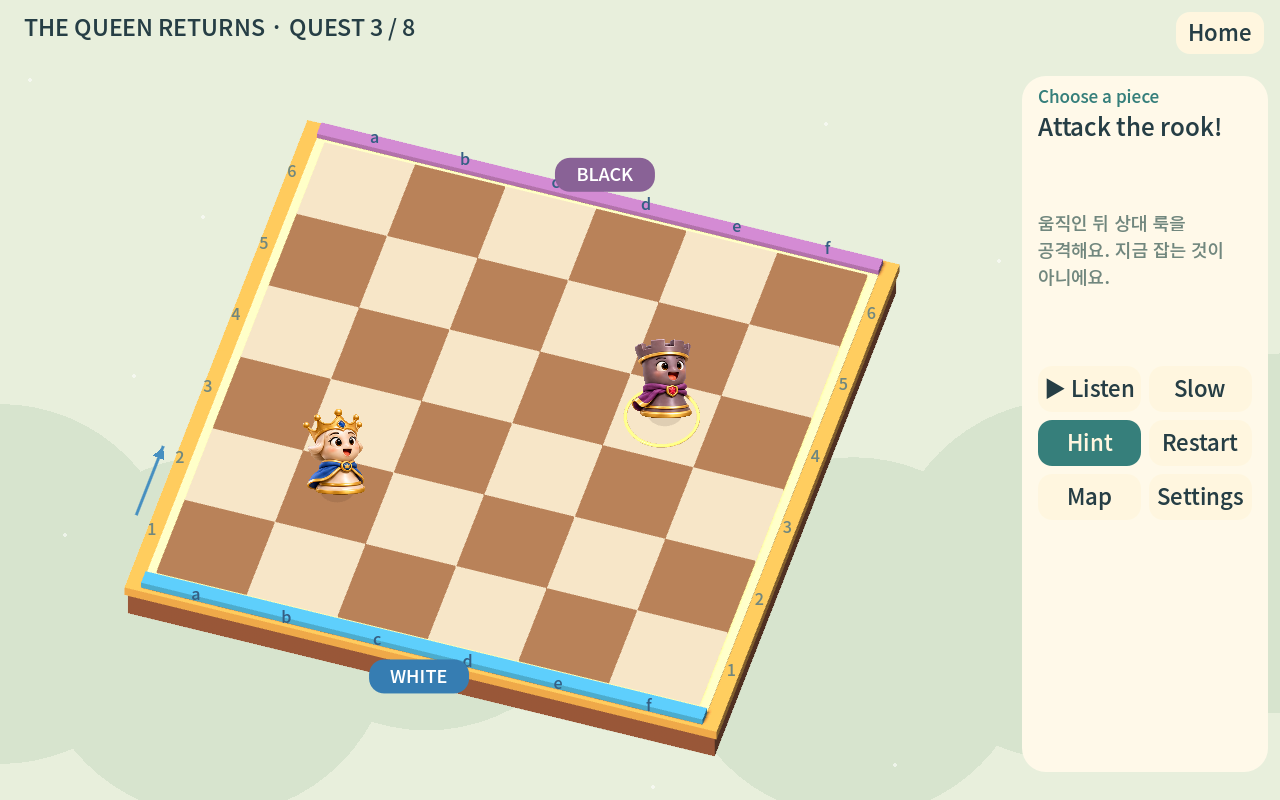 THE QUEEN RETURNS · QUEST 3 / 8
Home
Choose a piece
Attack the rook!
움직인 뒤 상대 룩을
공격해요. 지금 잡는 것이
아니에요.
▶ Listen
Slow
Hint
Restart
Map
Settings
BLACK
a
b
d
e
f
6
5
4
3
2
1
6
5
4
3
2
1
a
b
c
d
e
f
WHITE